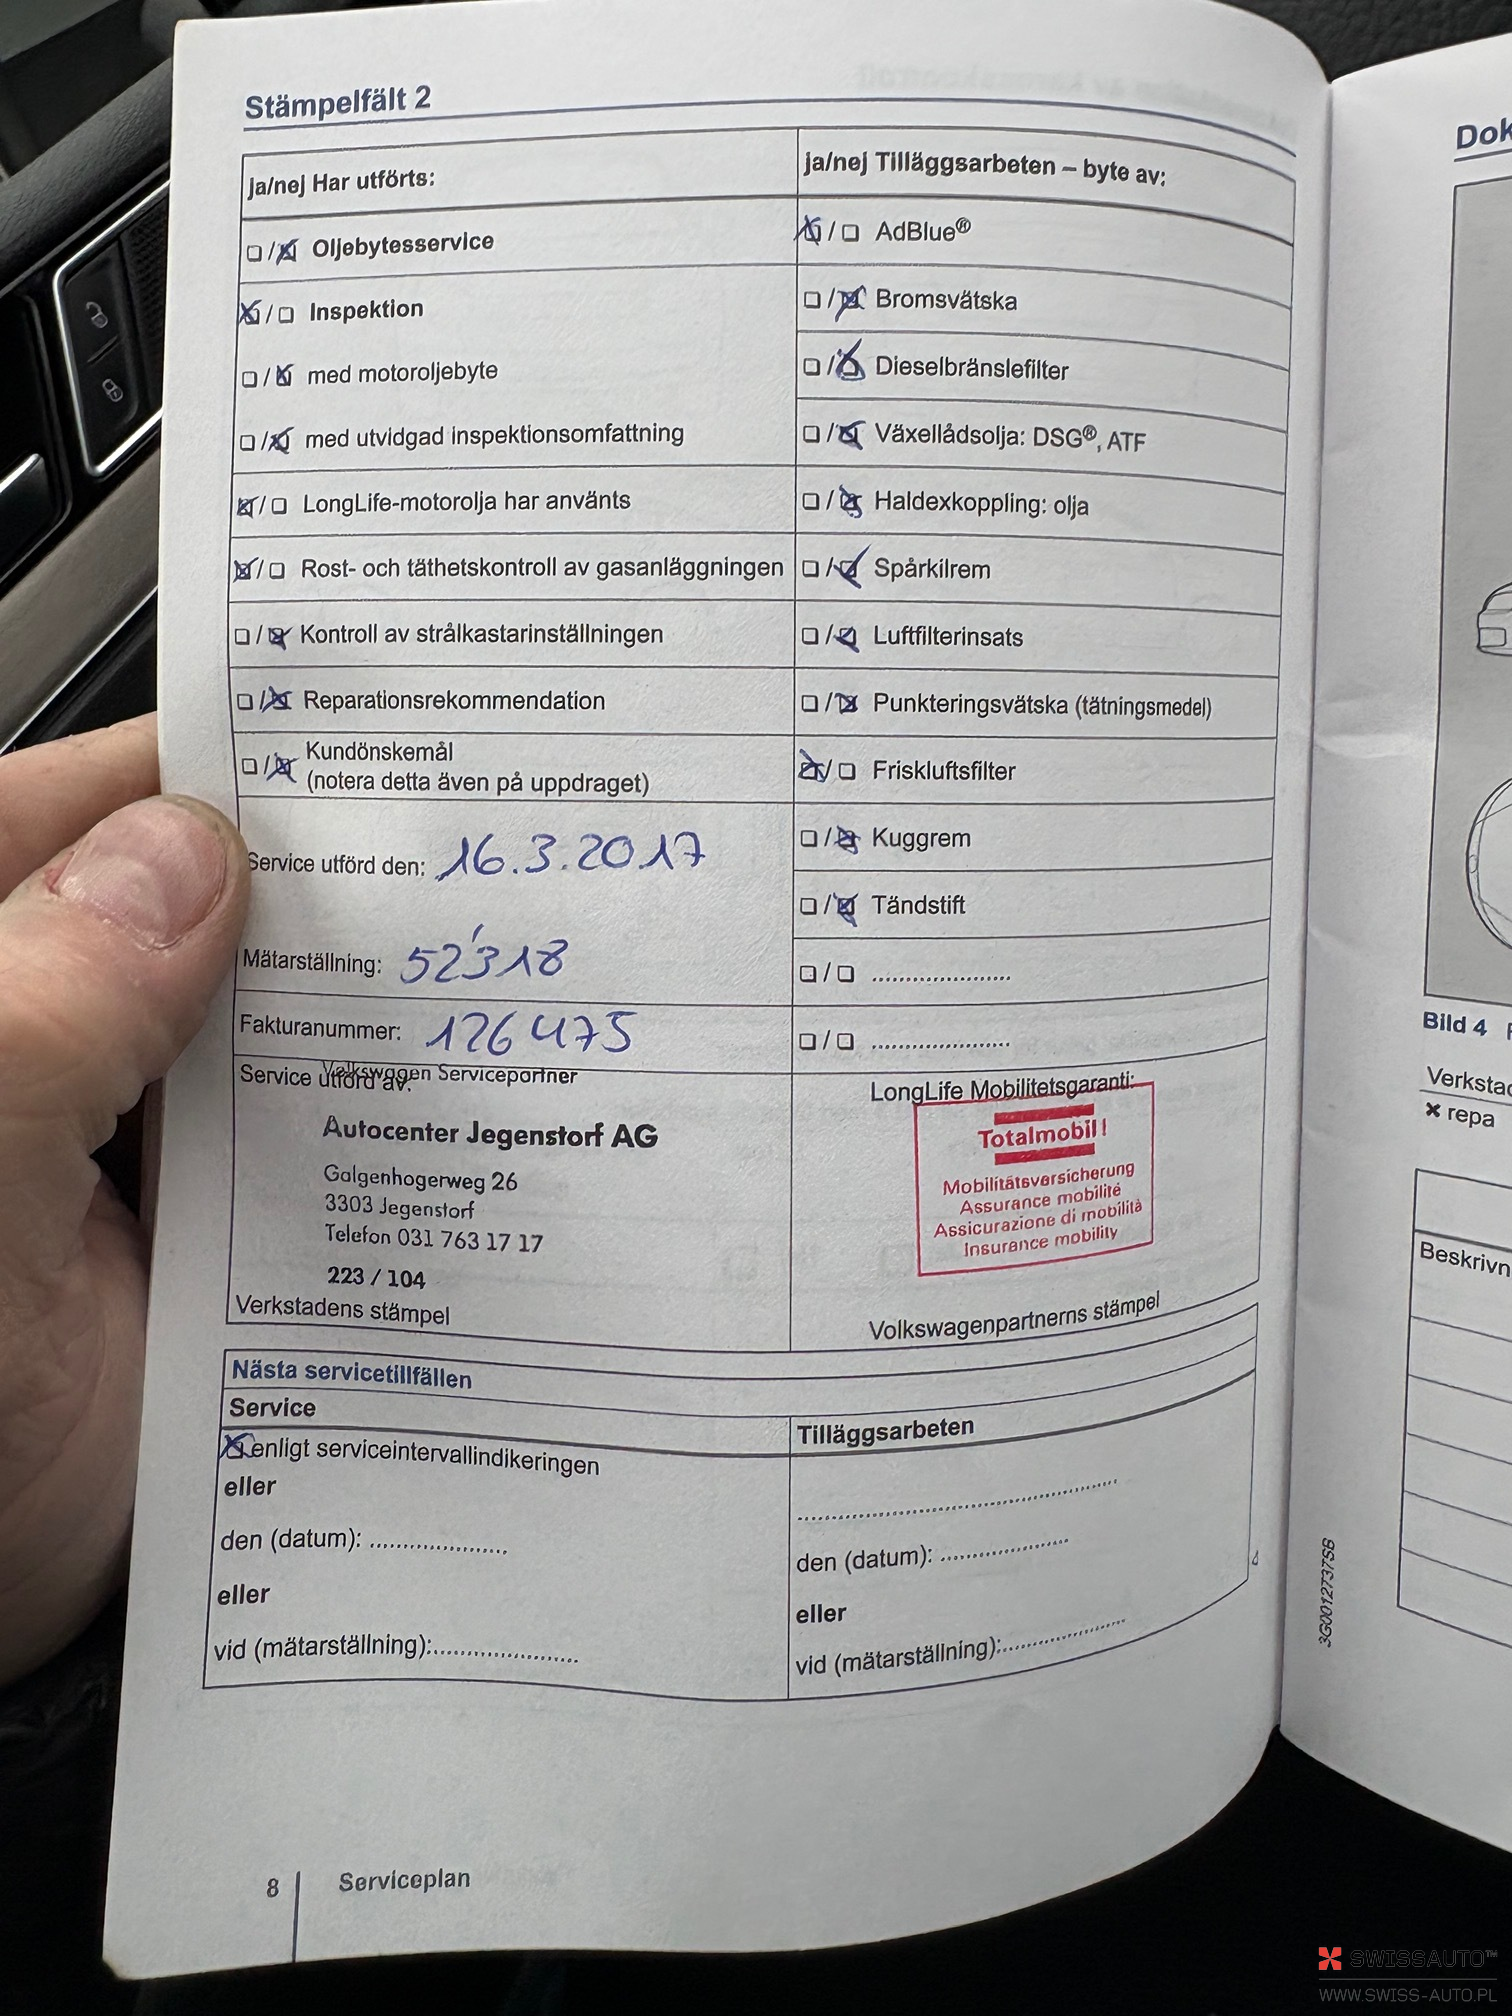 Stämpelfält 2
ja/nej Har utförts:
☐/☒ Oljebytesservice
☒/☐ Inspektion
☐/☒ med motoroljebyte
☐/☒ med utvidgad inspektionsomfattning
☒/☐ LongLife-motorolja har använts
☒/☐ Rost- och täthetskontroll av gasanläggningen
☐/☒ Kontroll av strålkastarinställningen
☐/☒ Reparationsrekommendation
☐/☒ Kundönskemål
(notera detta även på uppdraget)
Service utförd den: 16.3.2017
Mätarställning: 52'318
Fakturanummer: 126475
Service utförd av:
Volkswagen Servicepartner
Autocenter Jegenstorf AG
Galgenhogerweg 26
3303 Jegenstorf
Telefon 031 763 17 17
223 / 104
Verkstadens stämpel
ja/nej Tilläggsarbeten – byte av:
☒/☐ AdBlue®
☐/☒ Bromsvätska
☐/☒ Dieselbränslefilter
☐/☒ Växellådsolja: DSG®, ATF
☐/☒ Haldexkoppling: olja
☐/☒ Spårkilrem
☐/☒ Luftfilterinsats
☐/☒ Punkteringsvätska (tätningsmedel)
☒/☐ Friskluftsfilter
☐/☒ Kuggrem
☐/☒ Tändstift
☐/☐ .....................
☐/☐ .....................
LongLife Mobilitetsgaranti:
Totalmobil!
Mobilitätsversicherung
Assurance mobilité
Assicurazione di mobilità
Insurance mobility
Volkswagenpartnerns stämpel
Nästa servicetillfällen
Service
☒ enligt serviceintervallindikeringen
eller
den (datum): .....................
eller
vid (mätarställning):.....................
Tilläggsarbeten
..............................................
den (datum): ...................
eller
vid (mätarställning):...................
8 Serviceplan
3G0012737SB
Bild 4
repa
SWISSAUTO™
WWW.SWISS-AUTO.PL